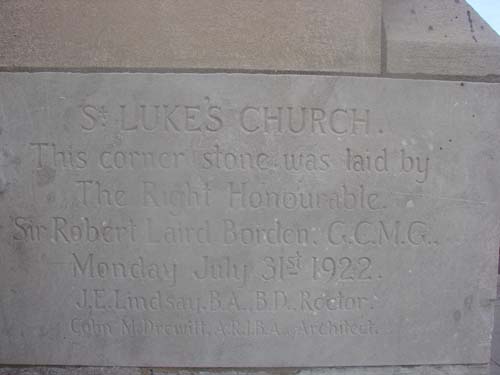 St LUKE'S CHURCH.
This corner stone was laid by
The Right Honourable.
Sir Robert Laird Borden. G.C.M.G.,
Monday July 31st 1922.
J.E. Lindsay, B.A., B.D., Rector.
Colin M. Drewitt, A.R.I.B.A., Architect.